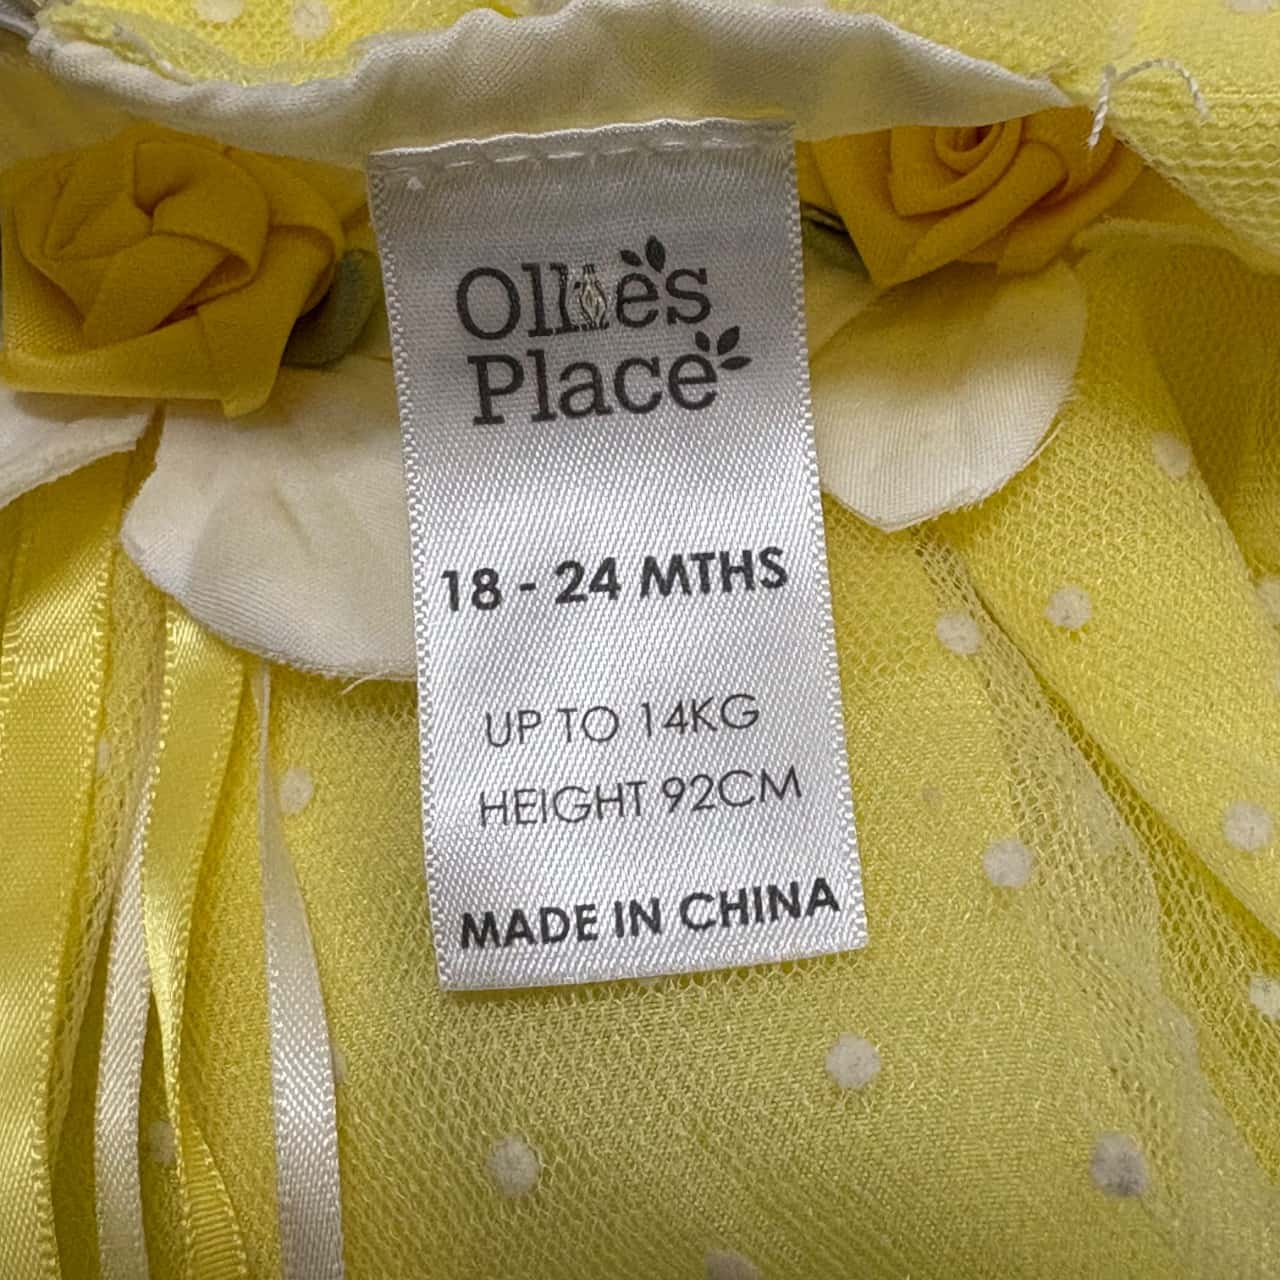 Ollie's
Place
18 - 24 MTHS
UP TO 14KG
HEIGHT 92CM
MADE IN CHINA